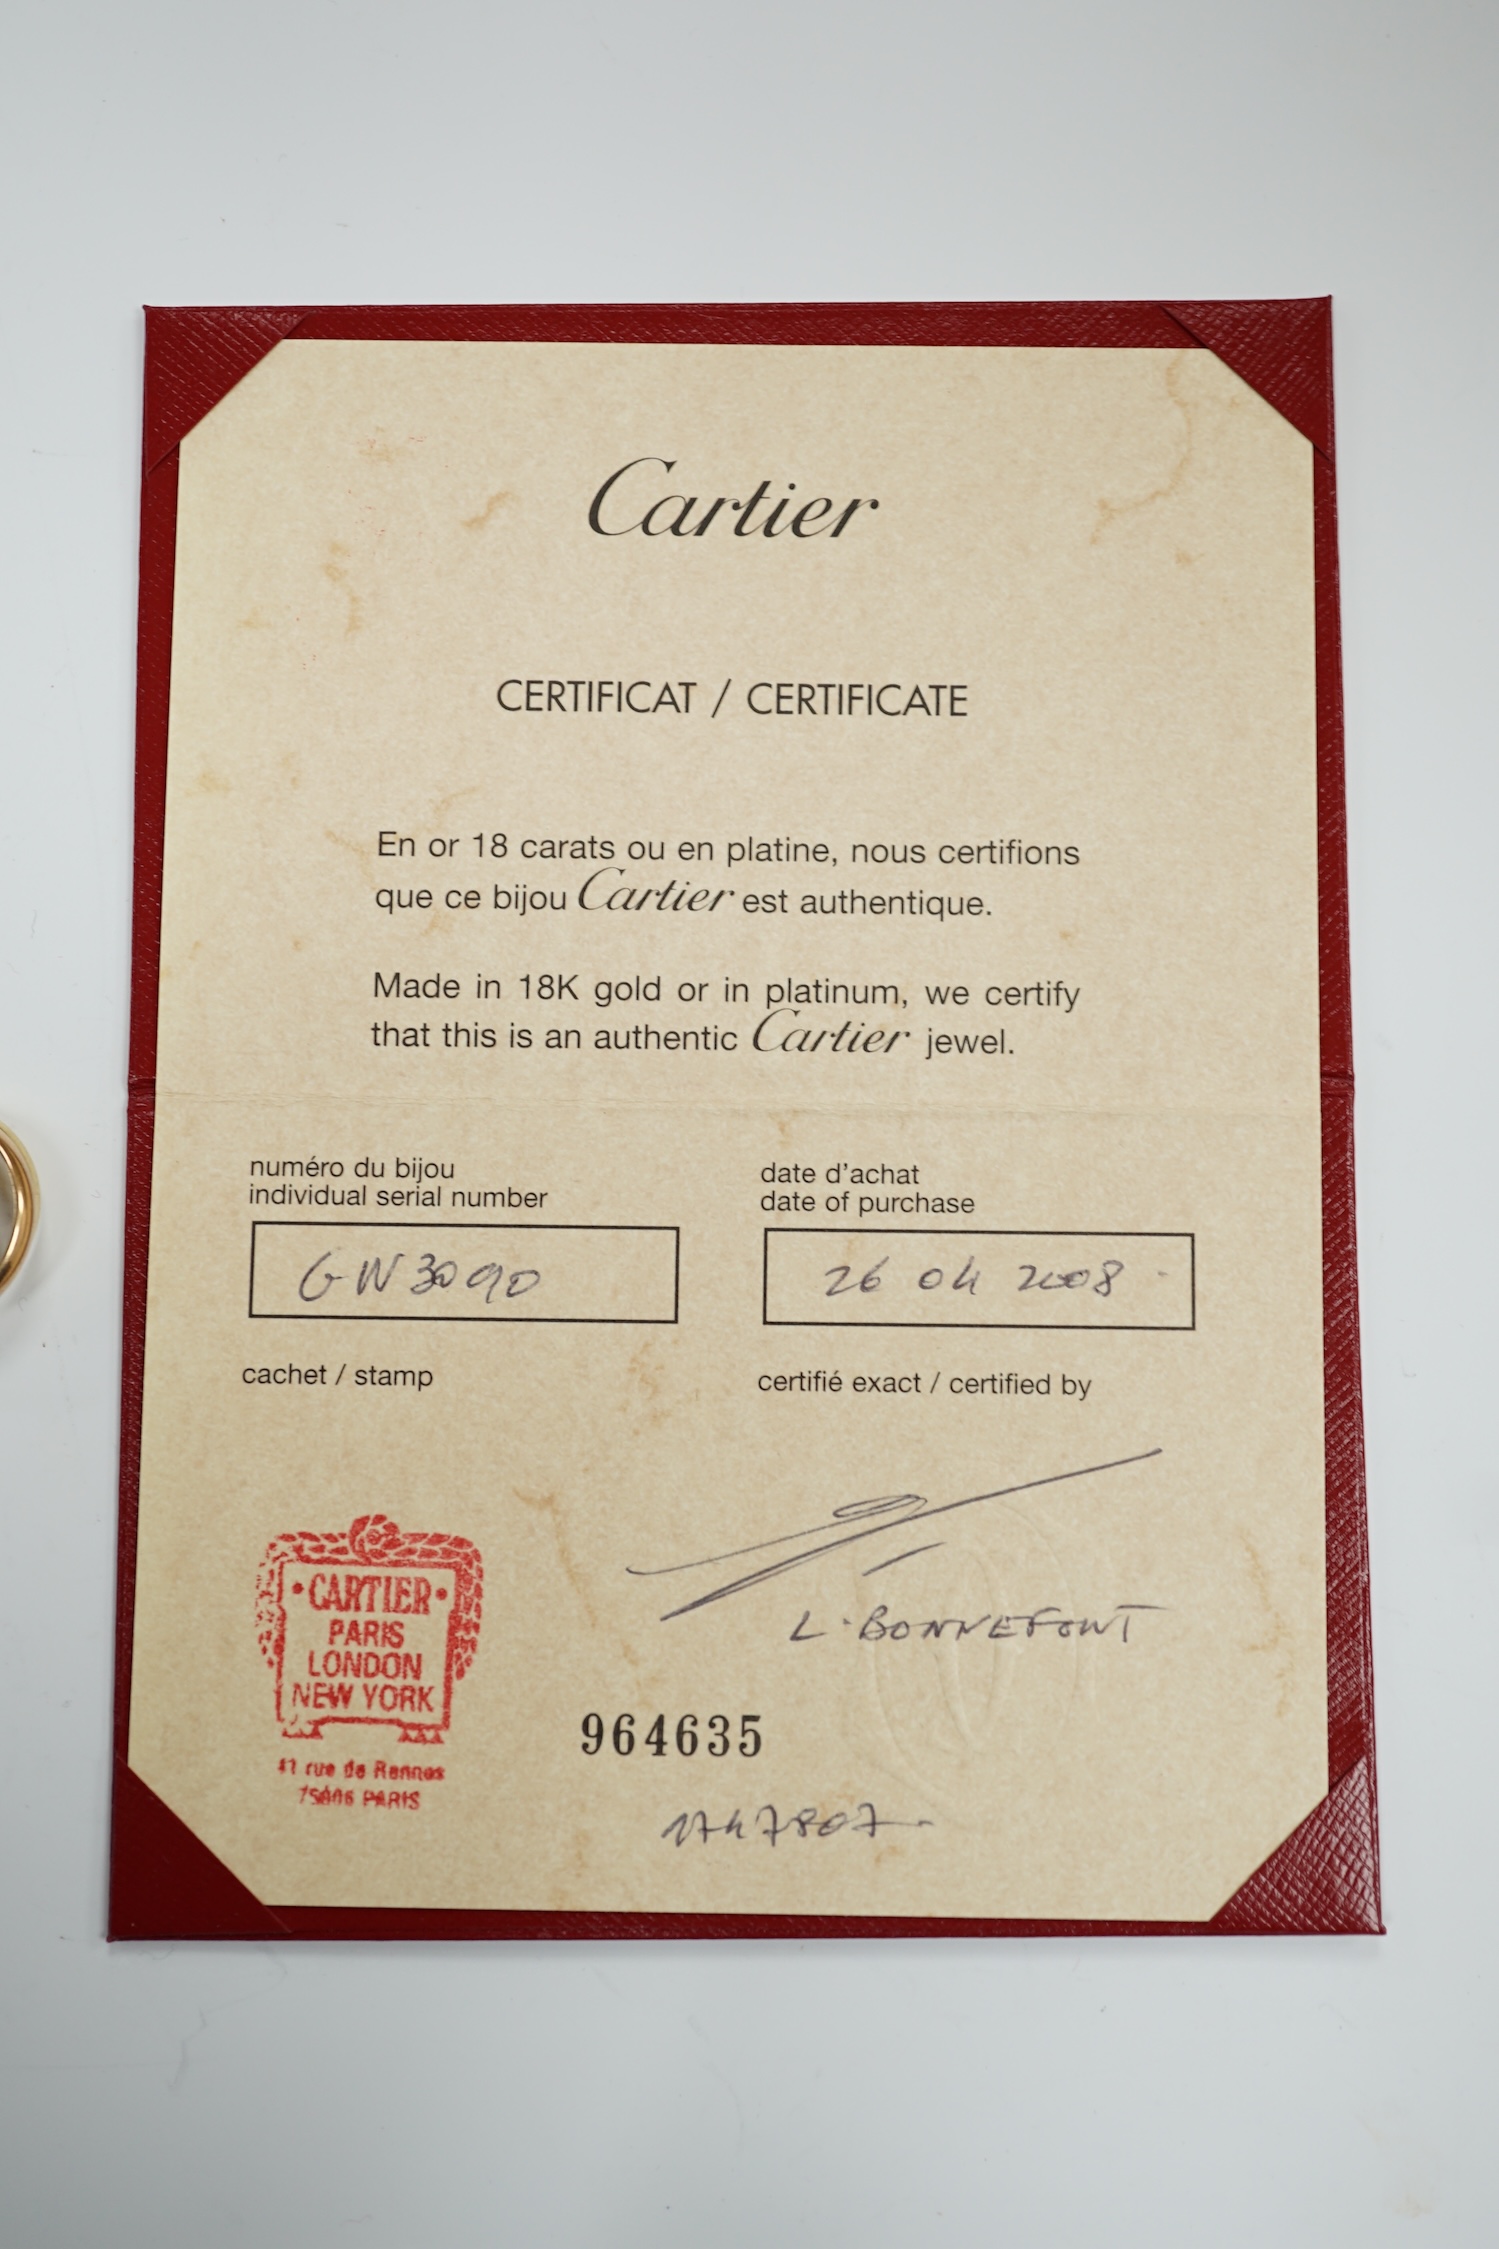 Cartier
CERTIFICAT / CERTIFICATE
En or 18 carats ou en platine, nous certifions
que ce bijou Cartier est authentique.
Made in 18K gold or in platinum, we certify
that this is an authentic Cartier jewel.
numéro du bijou
individual serial number
GW3090
date d'achat
date of purchase
26 04 2008
cachet / stamp
certifié exact / certified by
L. BONNEFONT
• CARTIER •
PARIS
LONDON
NEW YORK
41 rue de Rennes
75006 PARIS
964635
1747807